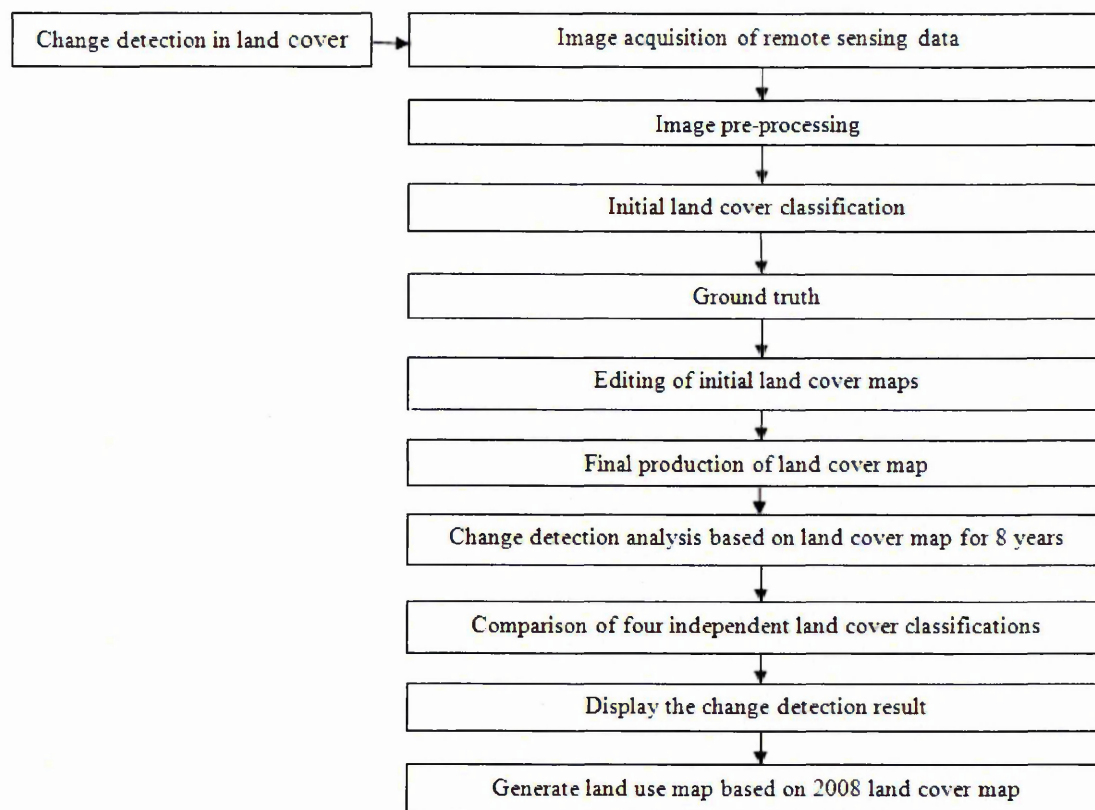 Change detection in land cover
Image acquisition of remote sensing data
Image pre-processing
Initial land cover classification
Ground truth
Editing of initial land cover maps
Final production of land cover map
Change detection analysis based on land cover map for 8 years
Comparison of four independent land cover classifications
Display the change detection result
Generate land use map based on 2008 land cover map